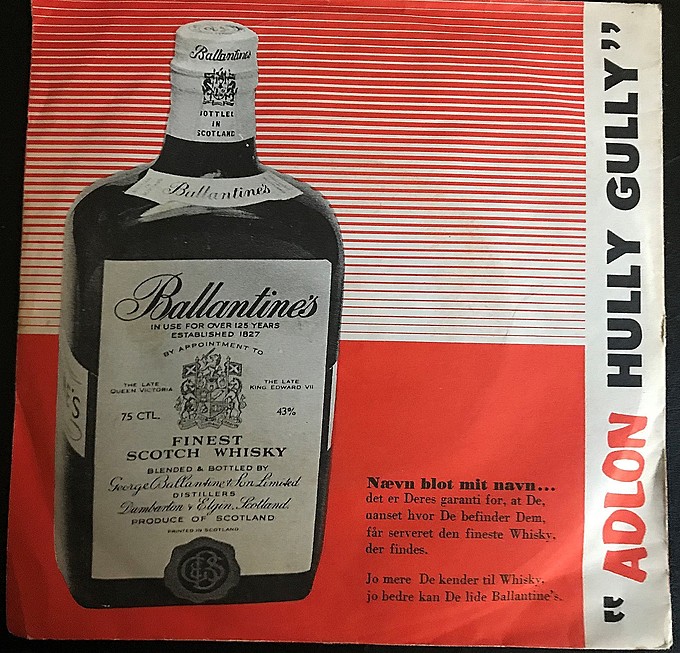 Ballantine's
BOTTLED
IN
SCOTLAND
Ballantine's
Ballantine's
IN USE FOR OVER 125 YEARS
ESTABLISHED 1827
BY APPOINTMENT TO
THE LATE
QUEEN VICTORIA
THE LATE
KING EDWARD VII.
75 CTL.
43%
FINEST
SCOTCH WHISKY
BLENDED & BOTTLED BY
George Ballantine & Son Limited
DISTILLERS
Dumbarton & Elgin, Scotland.
PRODUCE OF SCOTLAND
PRINTED IN SCOTLAND
Nævn blot mit navn...
det er Deres garanti for, at De,
uanset hvor De befinder Dem,
får serveret den fineste Whisky,
der findes.
Jo mere De kender til Whisky,
jo bedre kan De lide Ballantine's.
"ADLON HULLY GULLY"